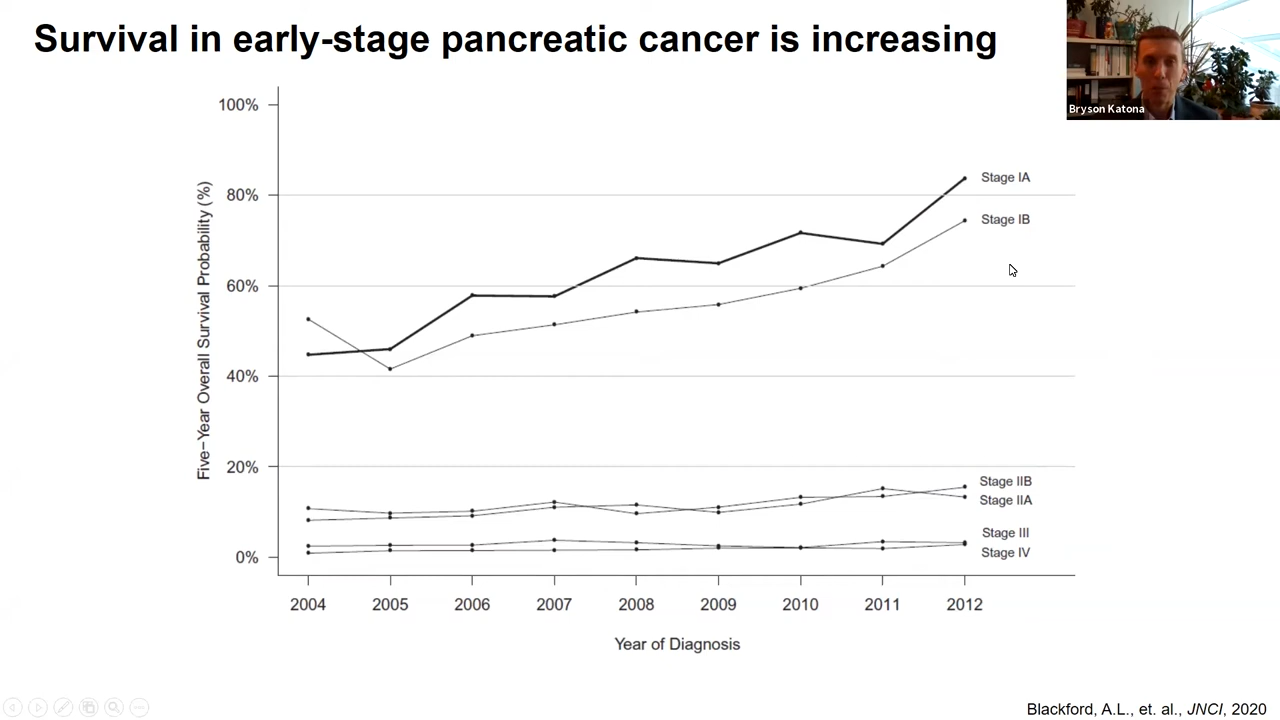 Survival in early-stage pancreatic cancer is increasing
Bryson Katona
Five−Year Overall Survival Probability (%)
100%
80%
60%
40%
20%
0%
Stage IA
Stage IB
Stage IIB
Stage IIA
Stage III
Stage IV
2004 2005 2006 2007 2008 2009 2010 2011 2012
Year of Diagnosis
Blackford, A.L., et. al., JNCI, 2020